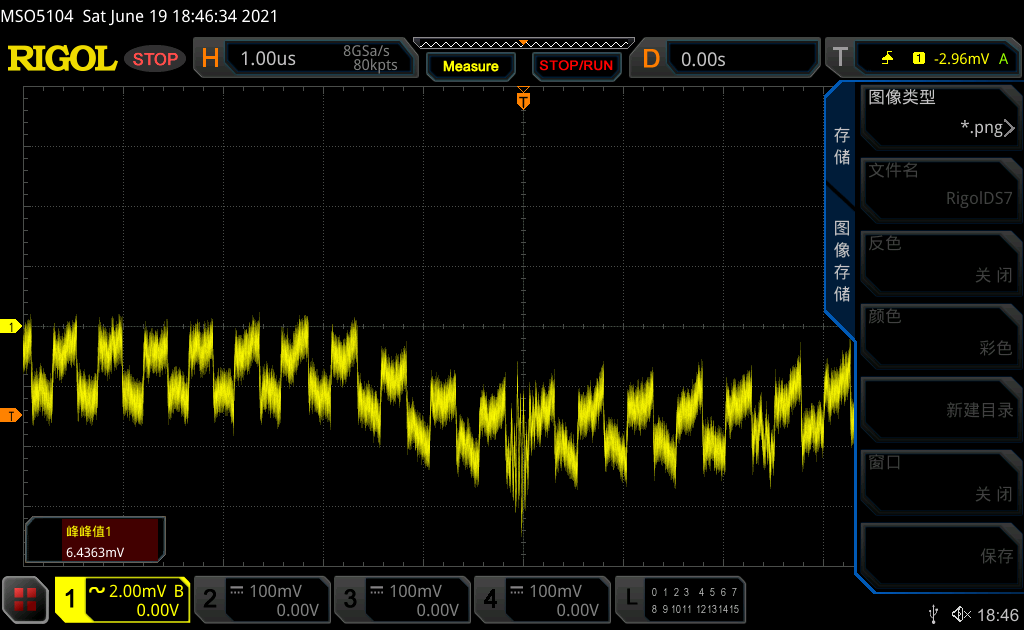 MSO5104 Sat June 19 18:46:34 2021
RIGOL STOP H 1.00us 8GSa/s 80kpts Measure STOP/RUN D 0.00s T 1 -2.96mV A
T
存储
图像存储
图像类型
*.png
文件名
RigolDS7
反色
关闭
颜色
彩色
新建目录
窗口
关闭
保存
1
T
峰峰值1
6.4363mV
1 2.00mV B
0.00V
2 100mV
0.00V
3 100mV
0.00V
4 100mV
0.00V
L 0 1 2 3 4 5 6 7
8 9 10 11 12 13 14 15
18:46